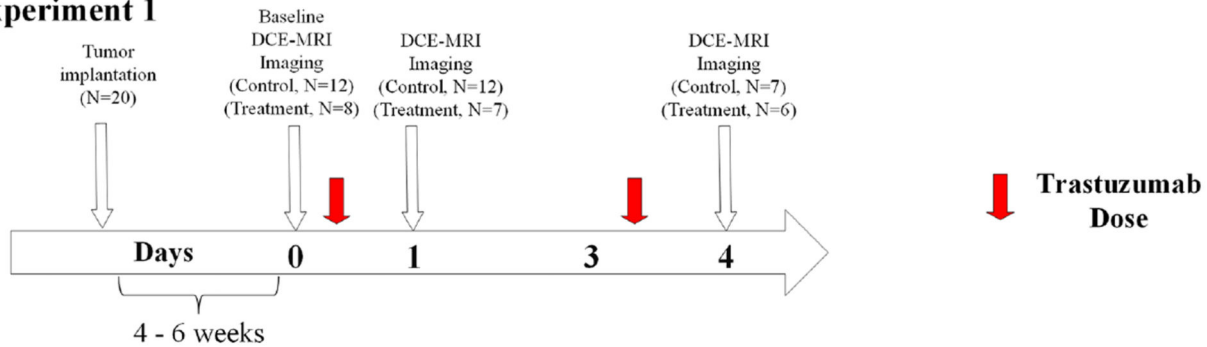 periment 1
Tumor
implantation
(N=20)
Baseline
DCE-MRI
Imaging
(Control, N=12)
(Treatment, N=8)
DCE-MRI
Imaging
(Control, N=12)
(Treatment, N=7)
DCE-MRI
Imaging
(Control, N=7)
(Treatment, N=6)
Trastuzumab
Dose
Days 0 1 3 4
4 - 6 weeks